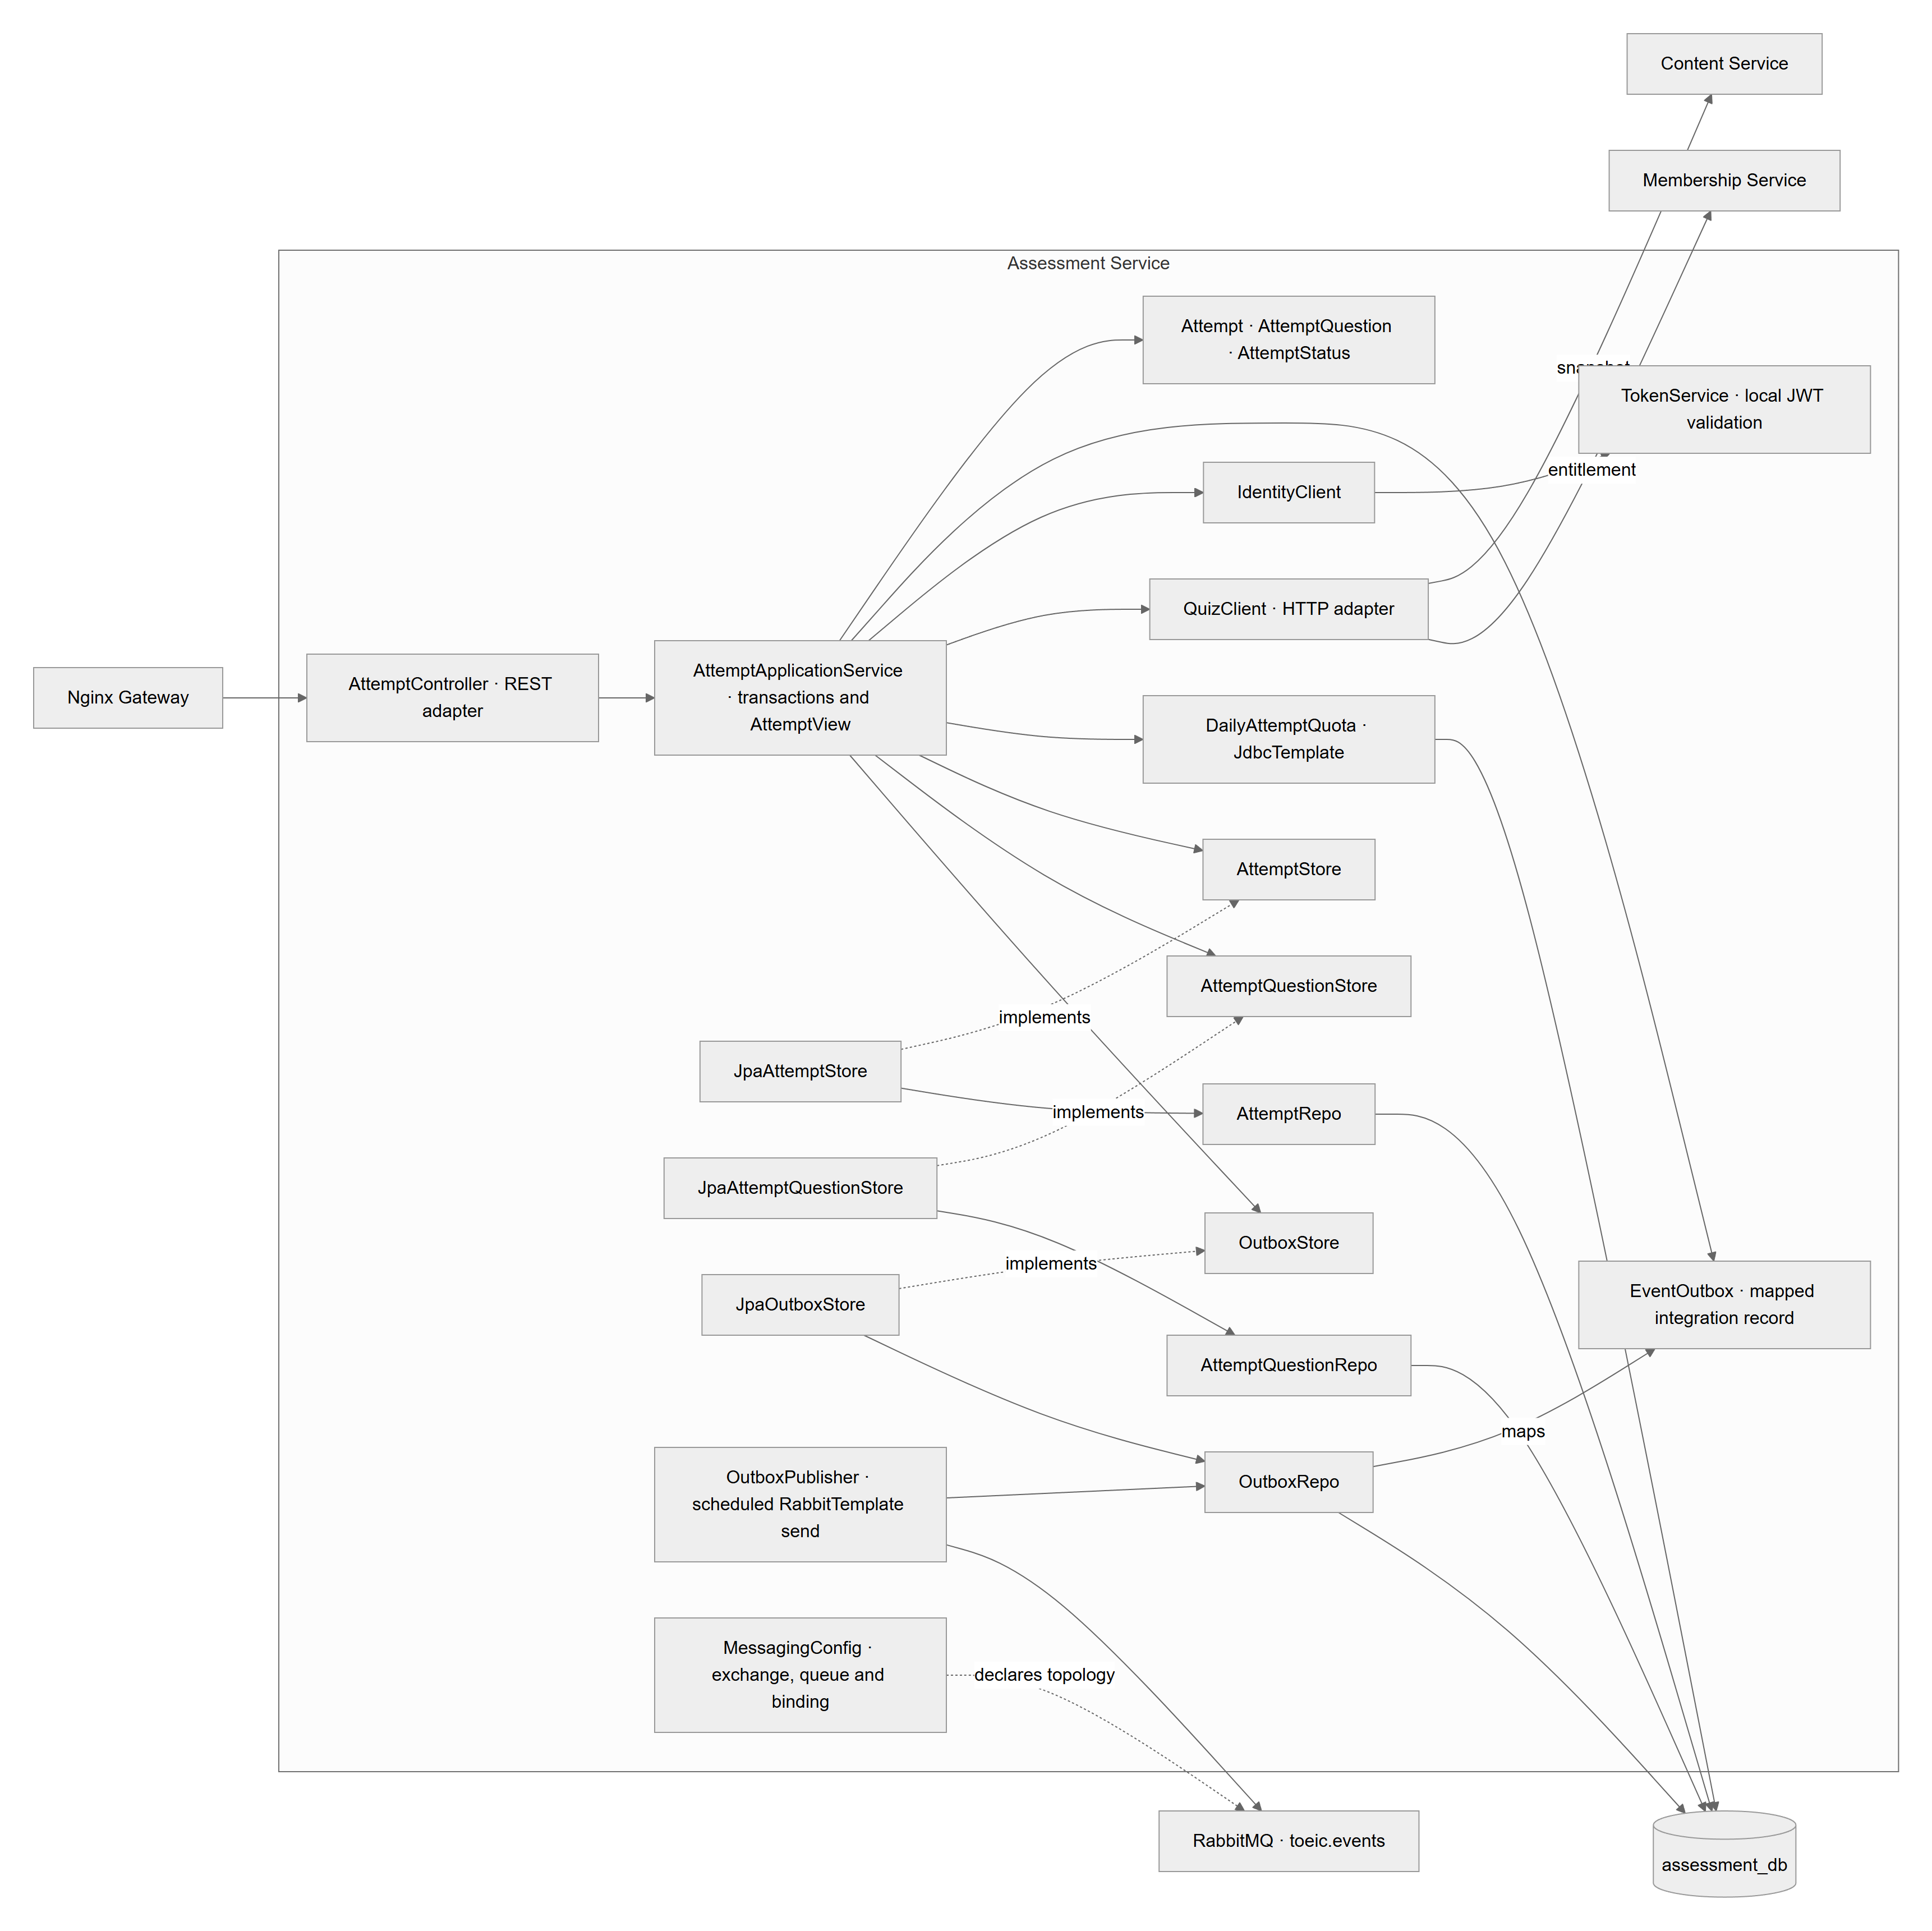 Content Service
Membership Service
Assessment Service
Attempt · AttemptQuestion
· AttemptStatus
snapshot
TokenService · local JWT
validation
entitlement
IdentityClient
QuizClient · HTTP adapter
Nginx Gateway
AttemptController · REST
adapter
AttemptApplicationService
· transactions and
AttemptView
DailyAttemptQuota ·
JdbcTemplate
AttemptStore
AttemptQuestionStore
implements
JpaAttemptStore
implements
AttemptRepo
JpaAttemptQuestionStore
OutboxStore
implements
JpaOutboxStore
EventOutbox · mapped
integration record
AttemptQuestionRepo
maps
OutboxPublisher ·
scheduled RabbitTemplate
send
OutboxRepo
MessagingConfig ·
exchange, queue and
binding
declares topology
RabbitMQ · toeic.events
assessment_db